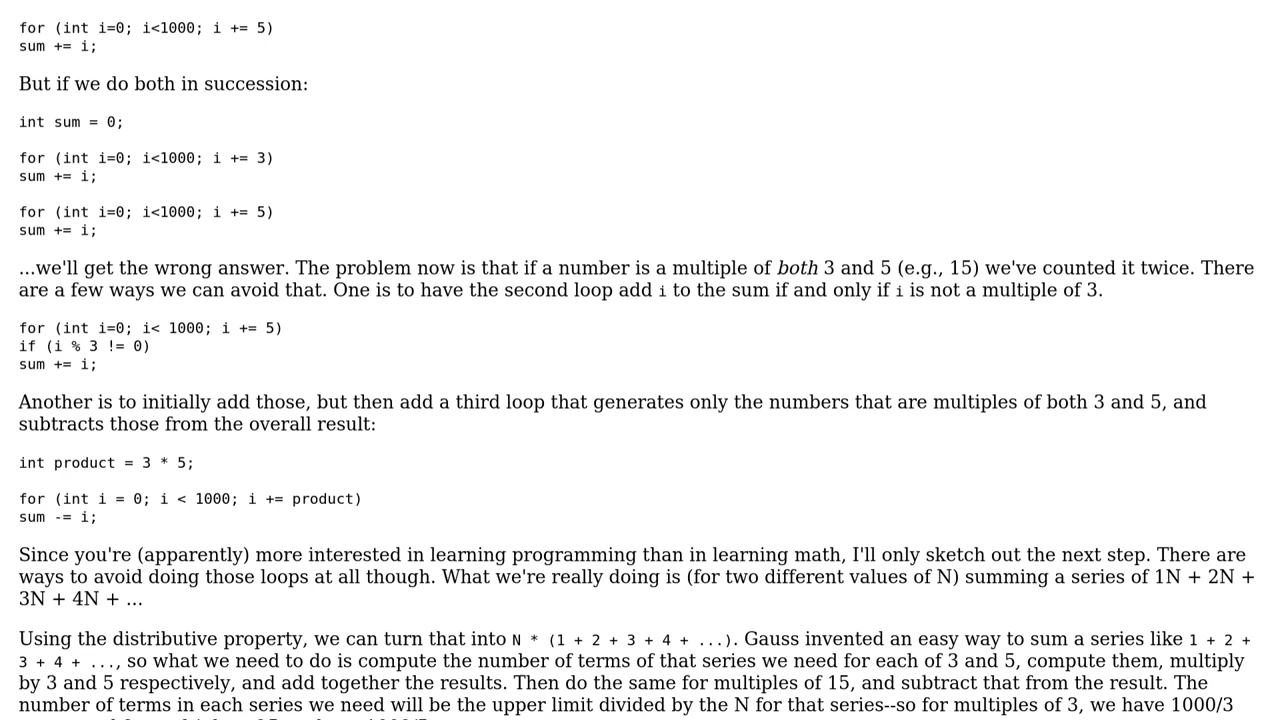 for (int i=0; i<1000; i += 5)
sum += i;
But if we do both in succession:
int sum = 0;
for (int i=0; i<1000; i += 3)
sum += i;
for (int i=0; i<1000; i += 5)
sum += i;
...we'll get the wrong answer. The problem now is that if a number is a multiple of both 3 and 5 (e.g., 15) we've counted it twice. There
are a few ways we can avoid that. One is to have the second loop add i to the sum if and only if i is not a multiple of 3.
for (int i=0; i< 1000; i += 5)
if (i % 3 != 0)
sum += i;
Another is to initially add those, but then add a third loop that generates only the numbers that are multiples of both 3 and 5, and
subtracts those from the overall result:
int product = 3 * 5;
for (int i = 0; i < 1000; i += product)
sum -= i;
Since you're (apparently) more interested in learning programming than in learning math, I'll only sketch out the next step. There are
ways to avoid doing those loops at all though. What we're really doing is (for two different values of N) summing a series of 1N + 2N +
3N + 4N + ...
Using the distributive property, we can turn that into N * (1 + 2 + 3 + 4 + ...). Gauss invented an easy way to sum a series like 1 + 2 +
3 + 4 + ..., so what we need to do is compute the number of terms of that series we need for each of 3 and 5, compute them, multiply
by 3 and 5 respectively, and add together the results. Then do the same for multiples of 15, and subtract that from the result. The
number of terms in each series we need will be the upper limit divided by the N for that series--so for multiples of 3, we have 1000/3